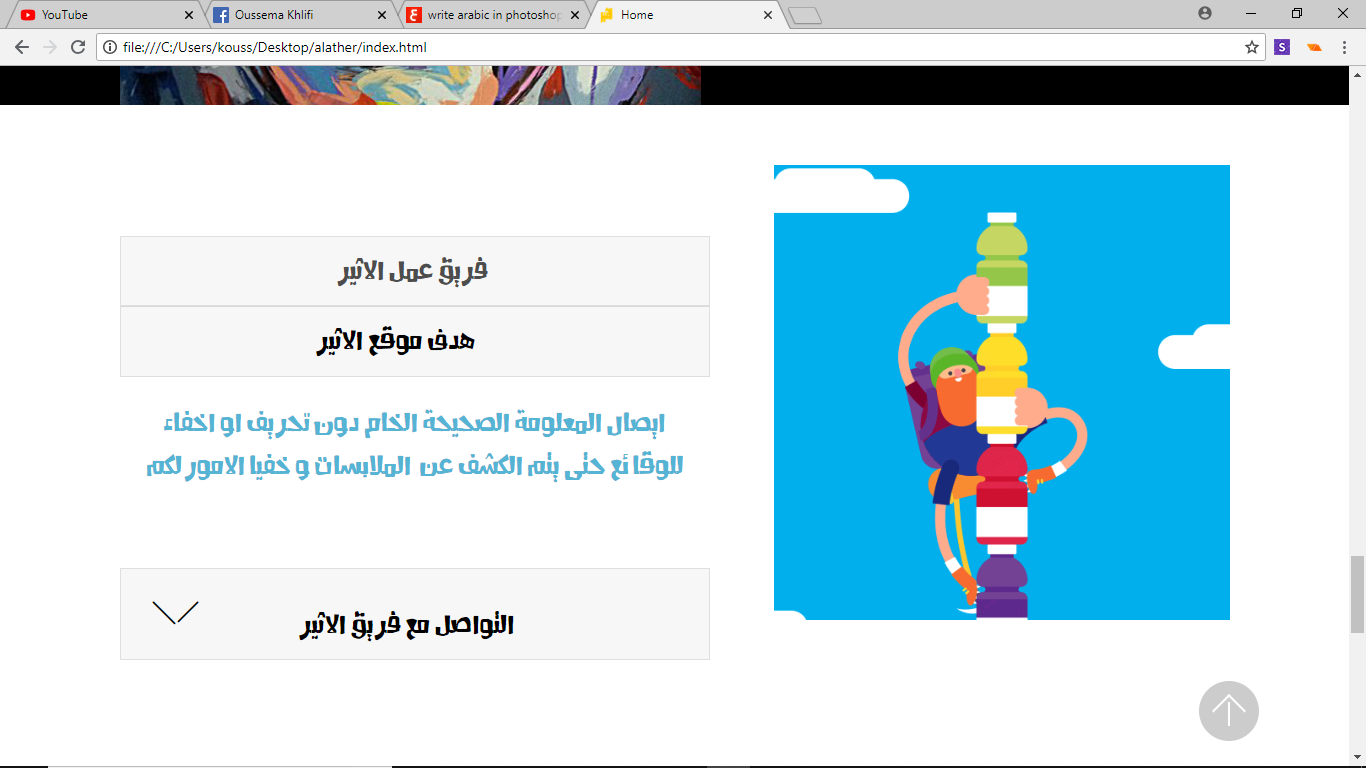 YouTube
Oussema Khlifi
write arabic in photoshop
Home
file:///C:/Users/kouss/Desktop/alather/index.html
فريق عمل الاثير
هدف موقع الاثير
ايصال المعلومة الصحيحة الخام دون تحريف او اخفاء
للوقائع حتى يتم الكشف عن الملابسات و خفيا الامور لكم
التواصل مع فريق الاثير